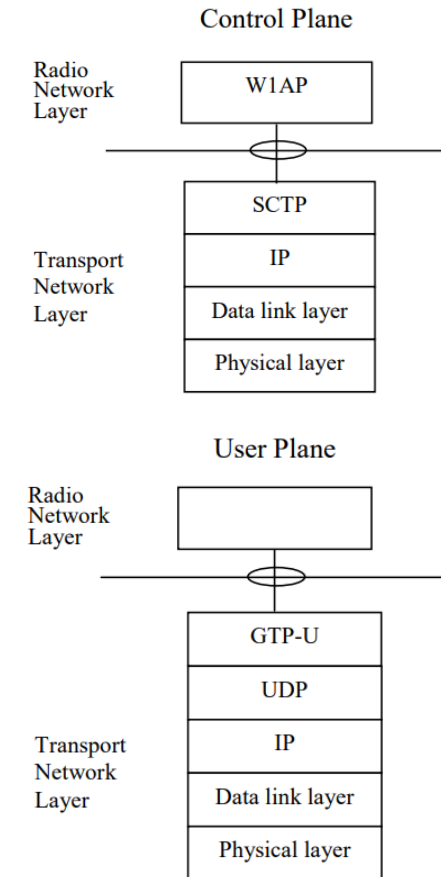 Control Plane
Radio
Network
Layer
W1AP
SCTP
IP
Data link layer
Physical layer
Transport
Network
Layer
User Plane
Radio
Network
Layer
GTP-U
UDP
IP
Data link layer
Physical layer
Transport
Network
Layer